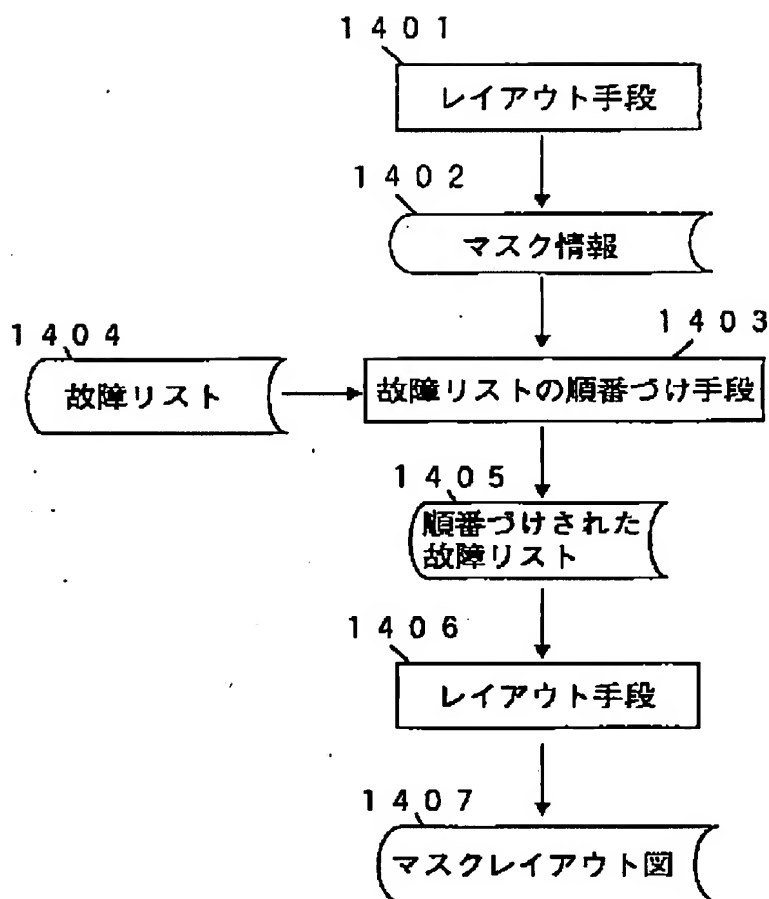 1401
レイアウト手段
1402
マスク情報
1404
故障リスト
1403
故障リストの順番づけ手段
1405
順番づけされた
故障リスト
1406
レイアウト手段
1407
マスクレイアウト図